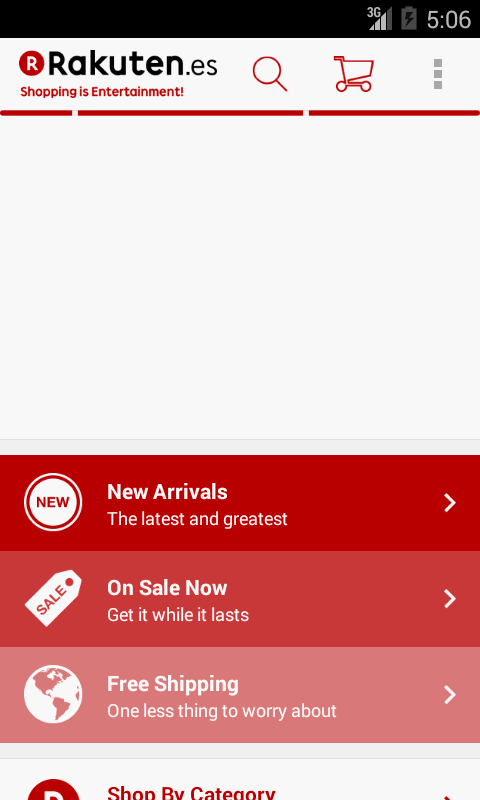 3G
5:06
R Rakuten.es
Shopping is Entertainment!
NEW
New Arrivals
The latest and greatest
SALE
On Sale Now
Get it while it lasts
Free Shipping
One less thing to worry about
R
Shop By Category